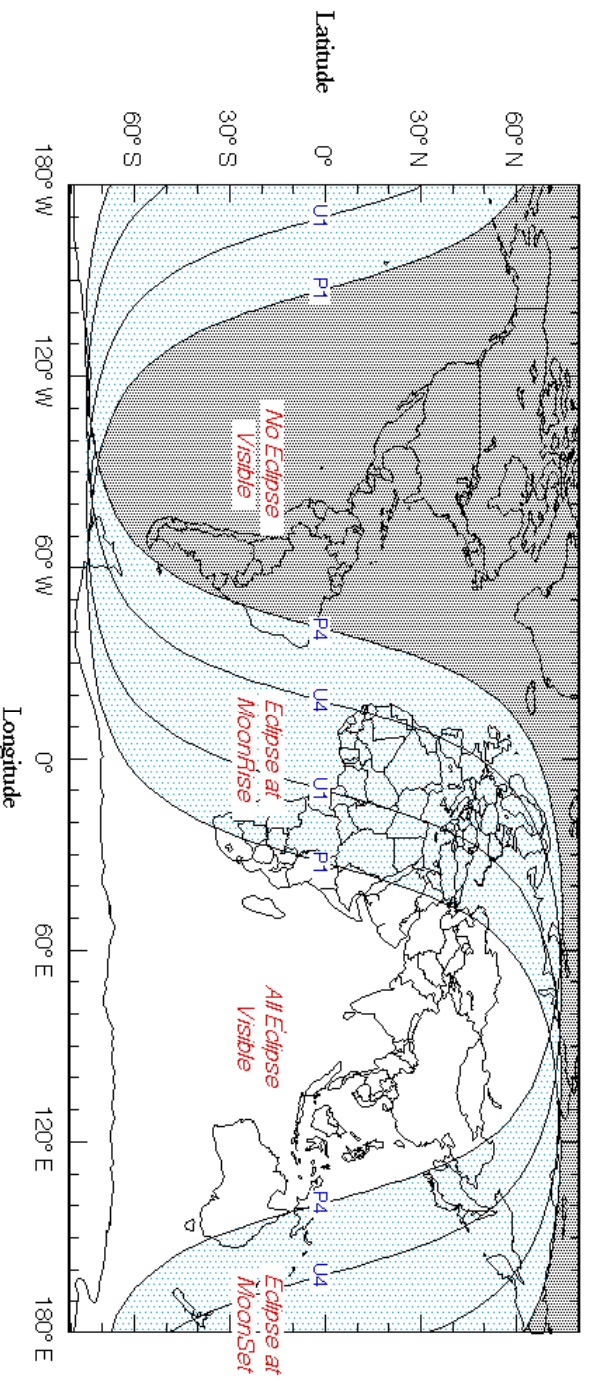 Latitude
60° N
30° N
0°
30° S
60° S
180° W
120° W
60° W
0°
60° E
120° E
180° E
Longitude
U1
P1
P4
U4
U1
P1
P4
U4
No Eclipse
Visible
Eclipse at
MoonRise
All Eclipse
Visible
Eclipse at
MoonSet